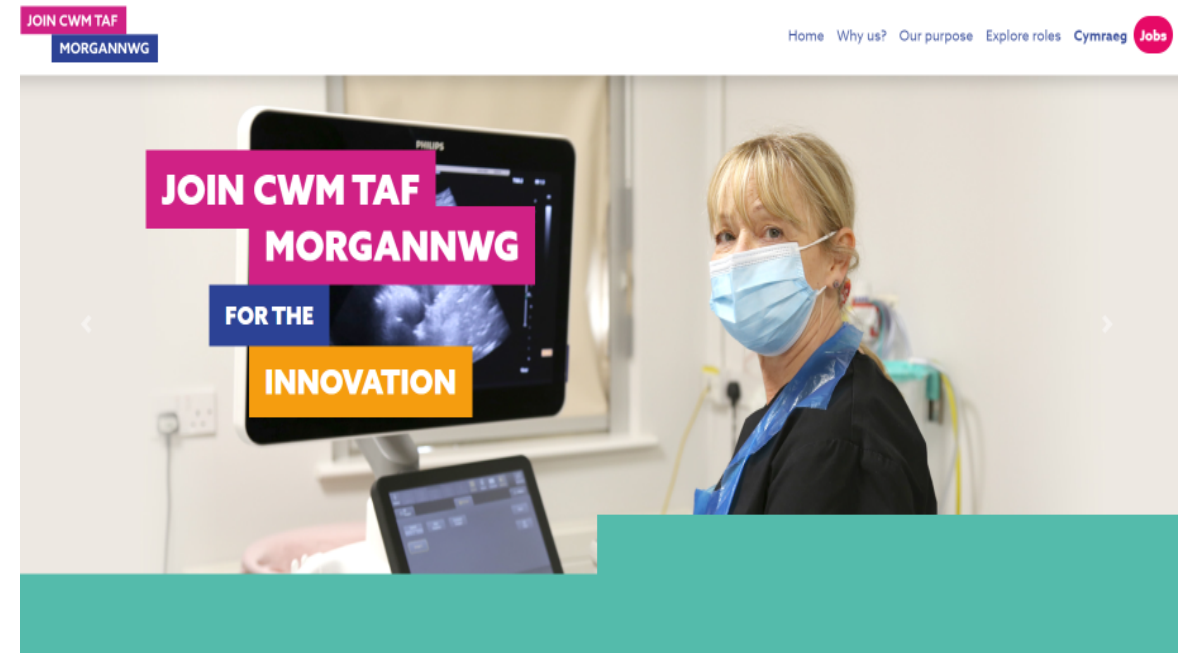 JOIN CWM TAF
MORGANNWG
Home Why us? Our purpose Explore roles Cymraeg Jobs
PHILIPS
JOIN CWM TAF
MORGANNWG
FOR THE
INNOVATION